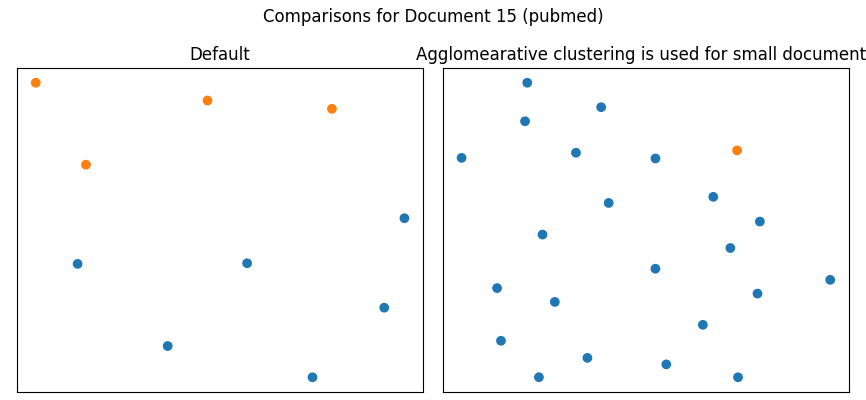 Comparisons for Document 15 (pubmed)
Default
Agglomearative clustering is used for small document